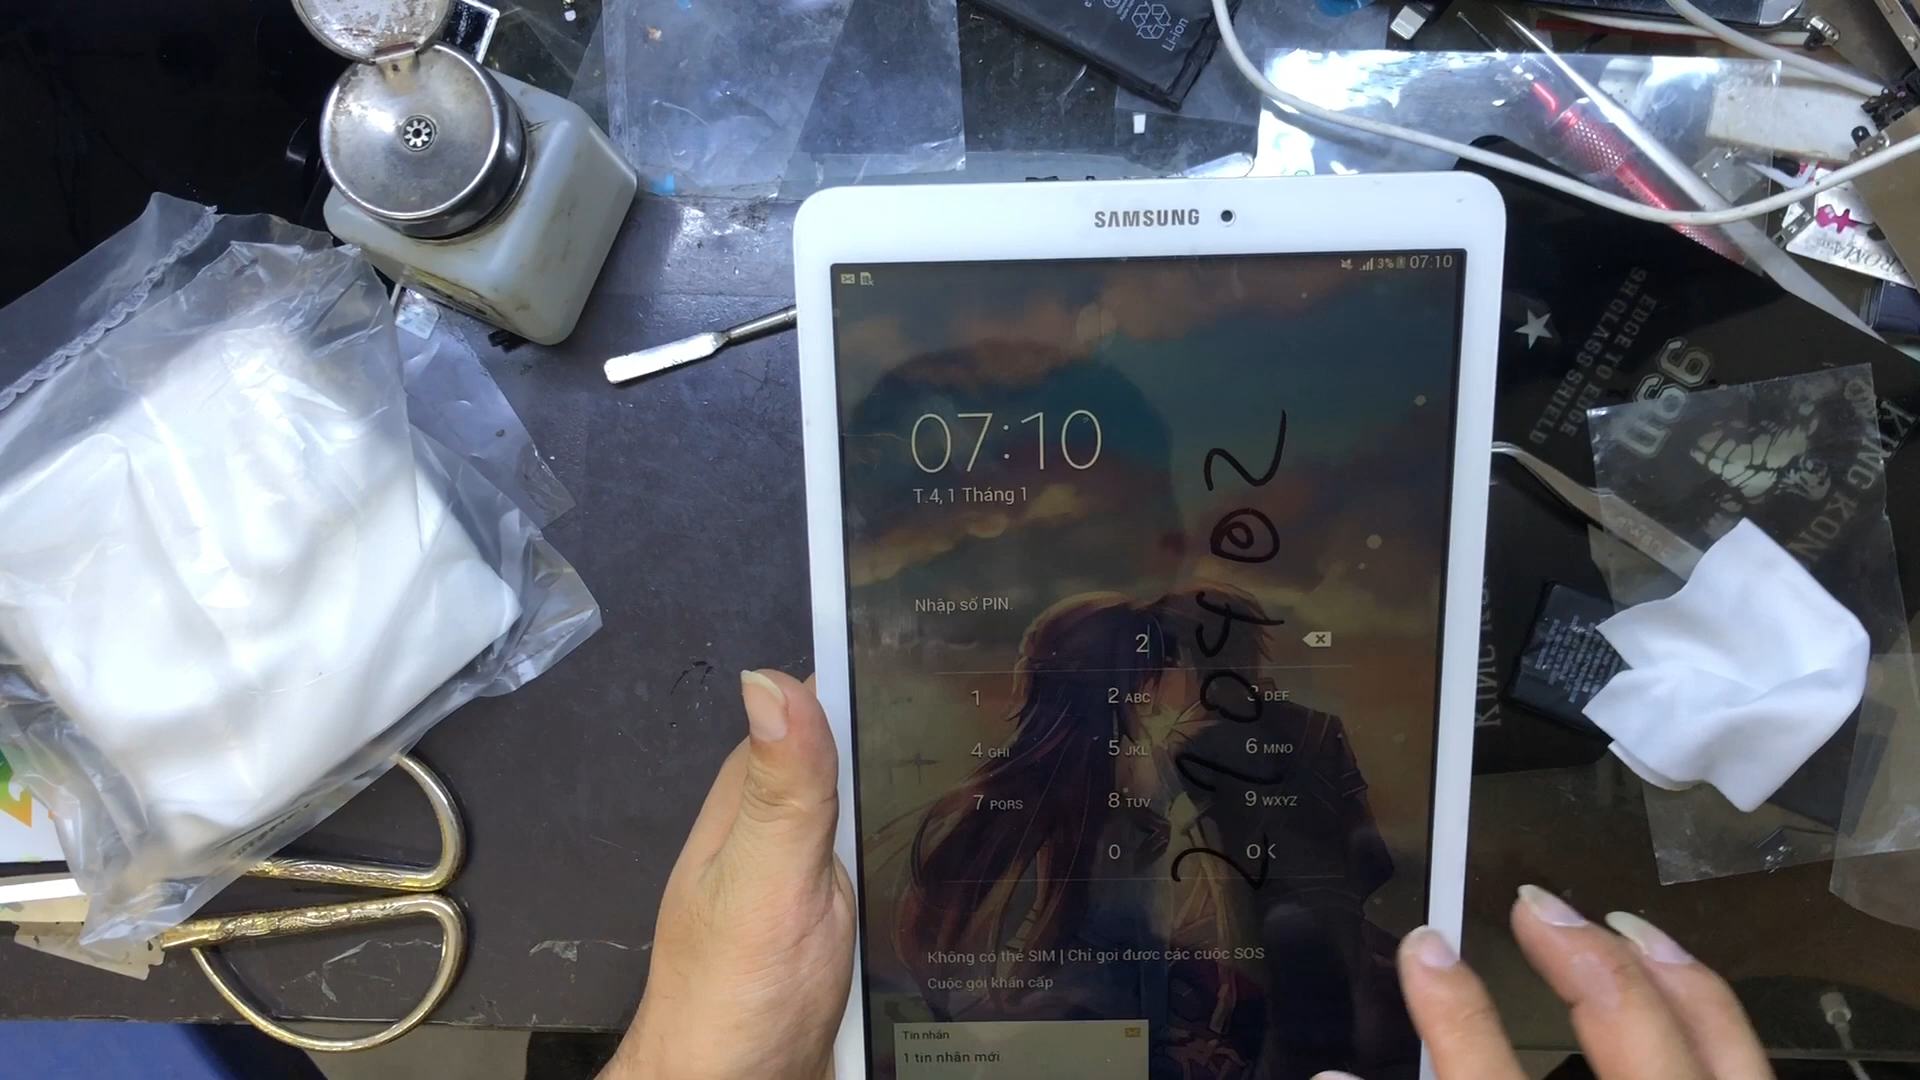 Li-ion
SAMSUNG
3% 07:10
07:10
T.4, 1 Tháng 1
Nhập số PIN.
2
1 2 ABC 3 DEF
4 GHI 5 JKL 6 MNO
7 PQRS 8 TUV 9 WXYZ
0 OK
Không có thẻ SIM | Chỉ gọi được các cuộc SOS
Cuộc gọi khẩn cấp
Tin nhắn
1 tin nhắn mới
9H GLASS SHIELD
EDGE TO EDGE
KING KONG